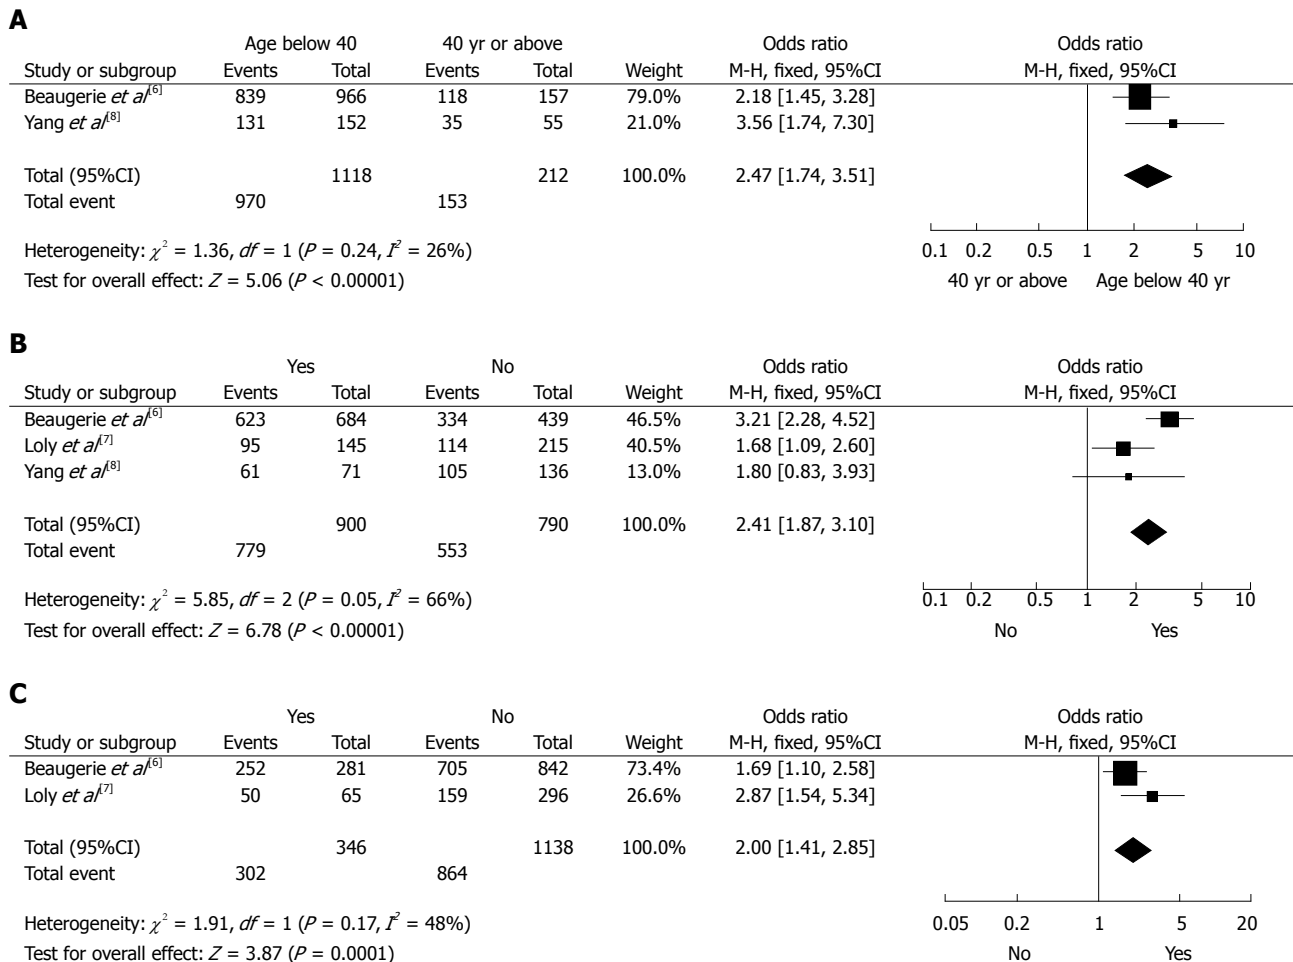 A
Age below 40 40 yr or above Odds ratio Odds ratio
Study or subgroup Events Total Events Total Weight M-H, fixed, 95%CI M-H, fixed, 95%CI
Beaugerie et al[6] 839 966 118 157 79.0% 2.18 [1.45, 3.28]
Yang et al[8] 131 152 35 55 21.0% 3.56 [1.74, 7.30]
Total (95%CI) 1118 212 100.0% 2.47 [1.74, 3.51]
Total event 970 153
Heterogeneity: χ² = 1.36, df = 1 (P = 0.24, I² = 26%)
0.1 0.2 0.5 1 2 5 10
Test for overall effect: Z = 5.06 (P < 0.00001)
40 yr or above Age below 40 yr
B
Yes No Odds ratio Odds ratio
Study or subgroup Events Total Events Total Weight M-H, fixed, 95%CI M-H, fixed, 95%CI
Beaugerie et al[6] 623 684 334 439 46.5% 3.21 [2.28, 4.52]
Loly et al[7] 95 145 114 215 40.5% 1.68 [1.09, 2.60]
Yang et al[8] 61 71 105 136 13.0% 1.80 [0.83, 3.93]
Total (95%CI) 900 790 100.0% 2.41 [1.87, 3.10]
Total event 779 553
Heterogeneity: χ² = 5.85, df = 2 (P = 0.05, I² = 66%)
0.1 0.2 0.5 1 2 5 10
Test for overall effect: Z = 6.78 (P < 0.00001)
No Yes
C
Yes No Odds ratio Odds ratio
Study or subgroup Events Total Events Total Weight M-H, fixed, 95%CI M-H, fixed, 95%CI
Beaugerie et al[6] 252 281 705 842 73.4% 1.69 [1.10, 2.58]
Loly et al[7] 50 65 159 296 26.6% 2.87 [1.54, 5.34]
Total (95%CI) 346 1138 100.0% 2.00 [1.41, 2.85]
Total event 302 864
Heterogeneity: χ² = 1.91, df = 1 (P = 0.17, I² = 48%)
0.05 0.2 1 5 20
Test for overall effect: Z = 3.87 (P = 0.0001)
No Yes